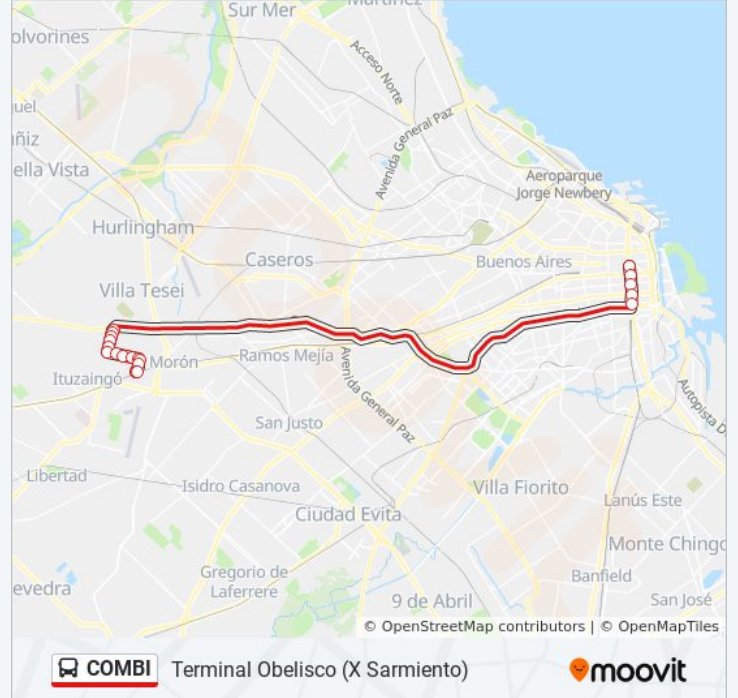 Sur Mer
Martínez
olvorines
Acceso Norte
uel
ñiz
Avenida General Paz
ella Vista
Aeroparque
Jorge Newbery
Hurlingham
Caseros
Buenos Aires
Villa Tesei
Morón
Ramos Mejía
Ituzaingó
Avenida General Paz
Autopista D
San Justo
Libertad
Isidro Casanova
Villa Fiorito
Lanús Este
Ciudad Evita
Monte Chingo
Gregorio de
Laferrere
Banfield
evedra
9 de Abril
San José
© OpenStreetMap contributors | © OpenMapTiles
COMBI Terminal Obelisco (X Sarmiento) moovit